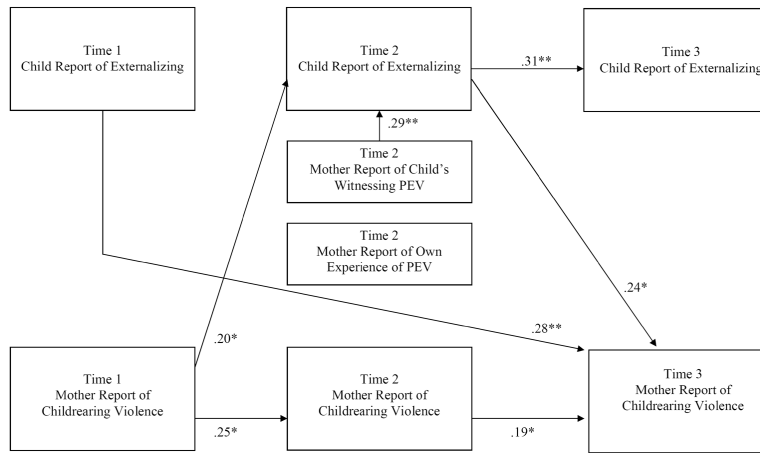 Time 1
Child Report of Externalizing
Time 2
Child Report of Externalizing
.31**
Time 3
Child Report of Externalizing
.29**
Time 2
Mother Report of Child's
Witnessing PEV
Time 2
Mother Report of Own
Experience of PEV
.24*
.28**
.20*
Time 1
Mother Report of
Childrearing Violence
.25*
Time 2
Mother Report of
Childrearing Violence
.19*
Time 3
Mother Report of
Childrearing Violence